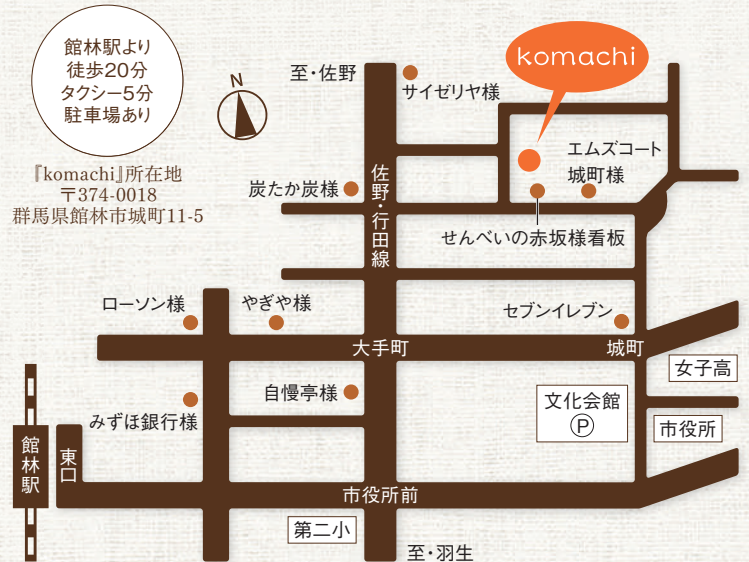 館林駅より
徒歩20分
タクシー5分
駐車場あり
N
『komachi』所在地
〒374-0018
群馬県館林市城町11-5
至・佐野
サイゼリヤ様
komachi
エムズコート
城町様
炭たか炭様
佐野・行田線
せんべいの赤坂様看板
ローソン様
やぎや様
セブンイレブン
大手町
城町
女子高
自慢亭様
みずほ銀行様
文化会館
P
市役所
館林駅
東口
市役所前
第二小
至・羽生